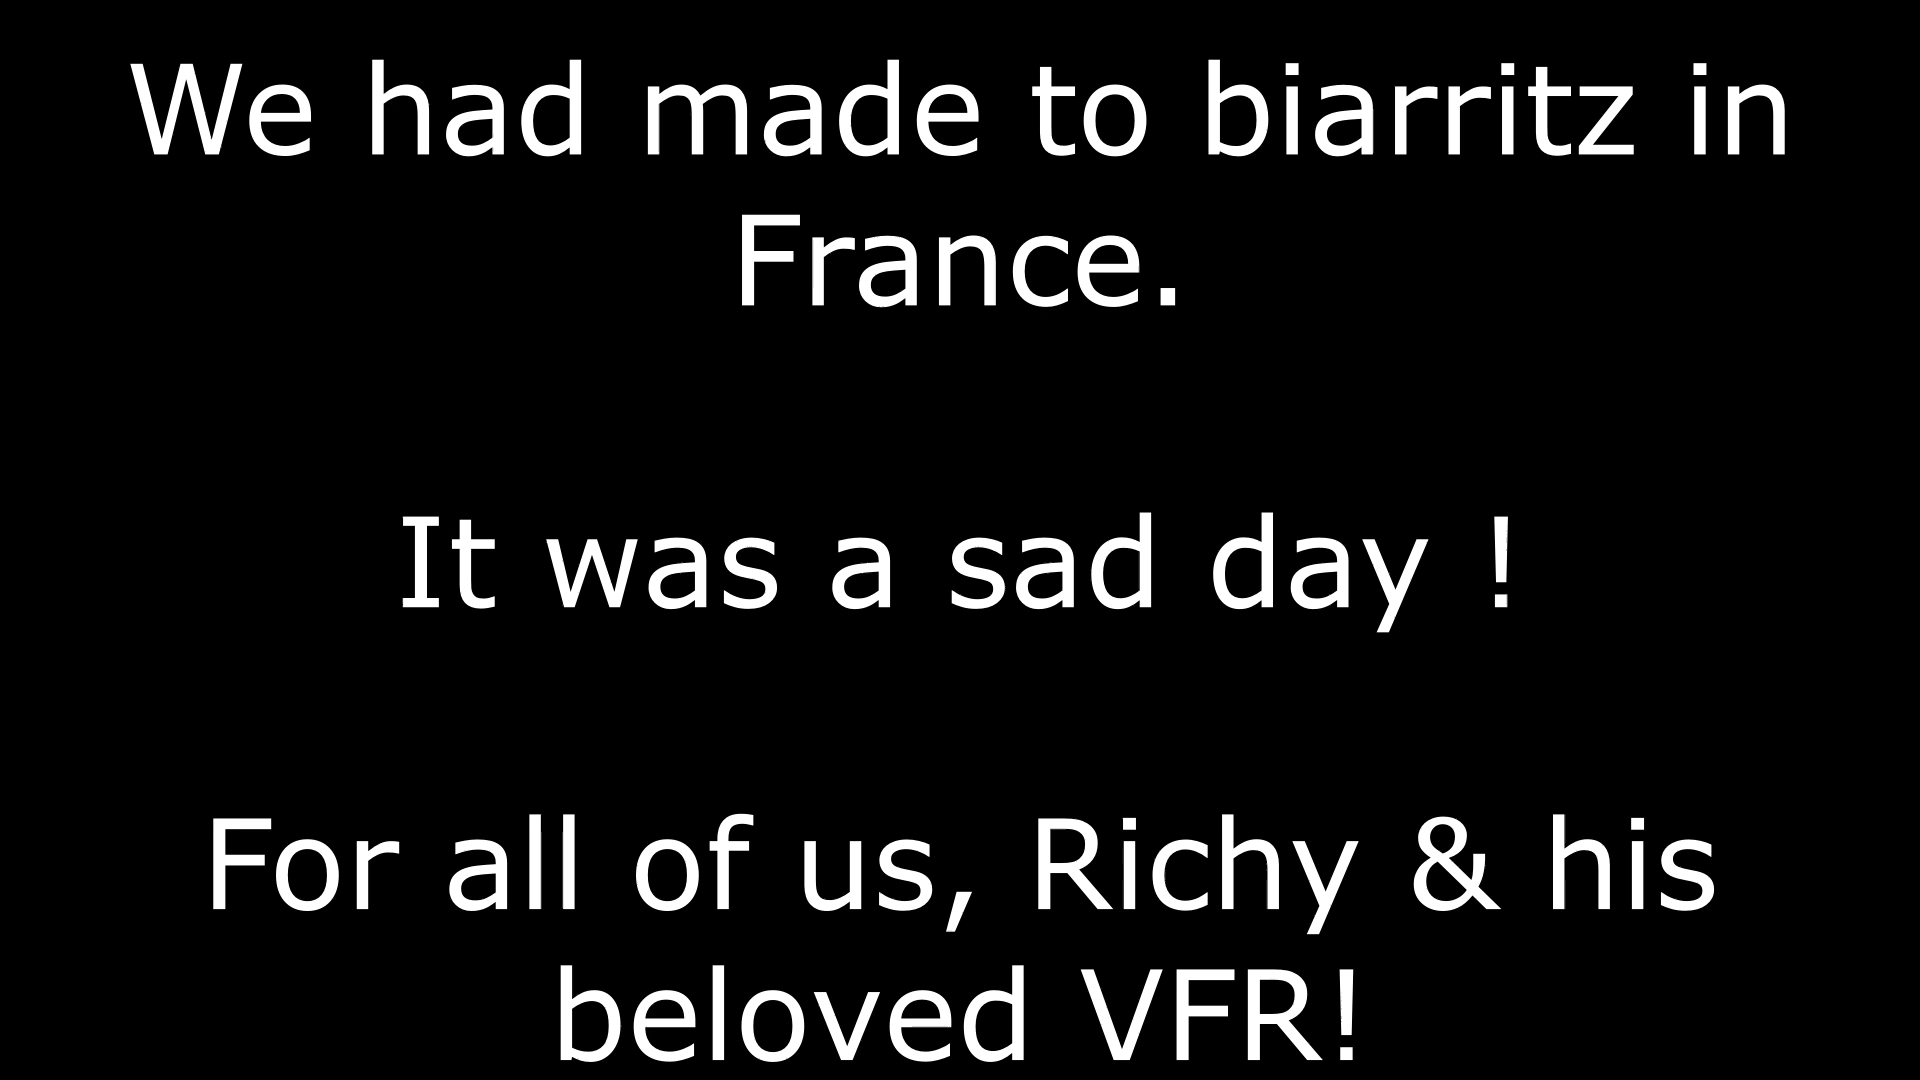 We had made to biarritz in
France.
It was a sad day !
For all of us, Richy & his
beloved VFR!